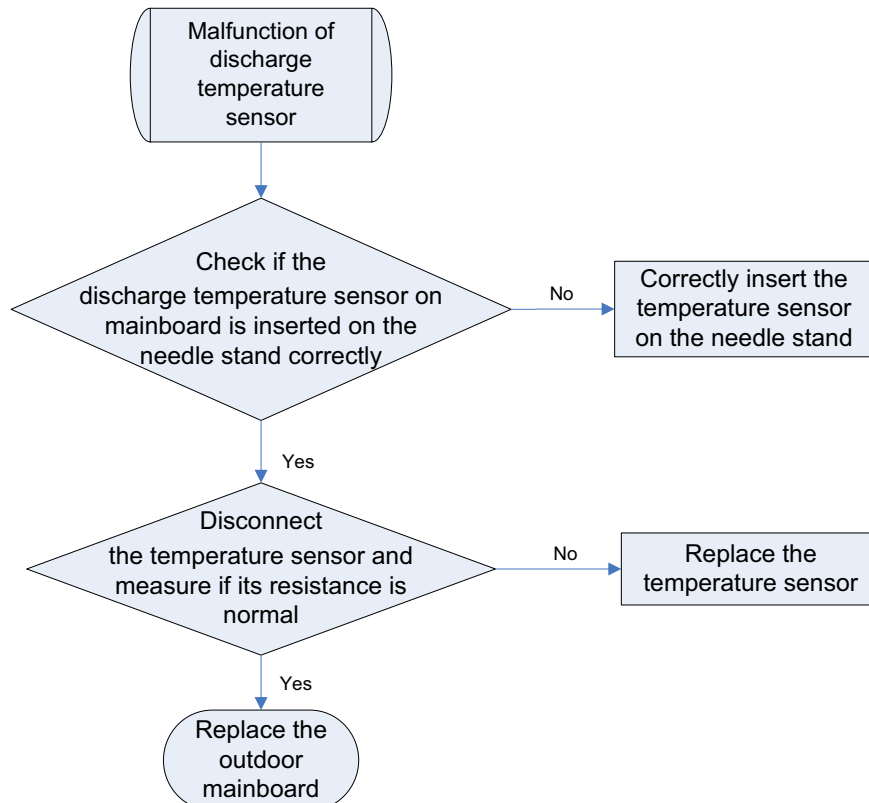 Malfunction of
discharge
temperature
sensor
Check if the
discharge temperature sensor on
mainboard is inserted on the
needle stand correctly
No
Correctly insert the
temperature sensor
on the needle stand
Yes
Disconnect
the temperature sensor and
measure if its resistance is
normal
No
Replace the
temperature sensor
Yes
Replace the
outdoor
mainboard